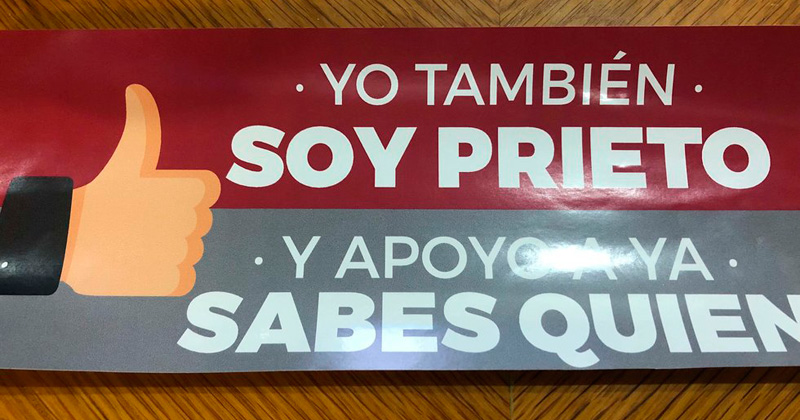 · YO TAMBIÉN ·
SOY PRIETO
· Y APOYO A YA ·
SABES QUIEN